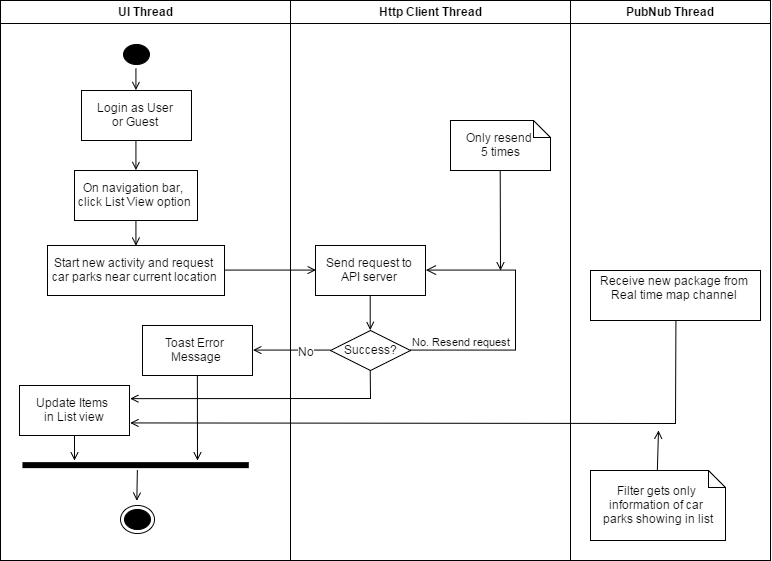 UI Thread
Http Client Thread
PubNub Thread
Login as User
or Guest
Only resend
5 times
On navigation bar,
click List View option
Start new activity and request
car parks near current location
Send request to
API server
Receive new package from
Real time map channel
Toast Error
Message
No
Success?
No. Resend request
Update Items
in List view
Filter gets only
information of car
parks showing in list